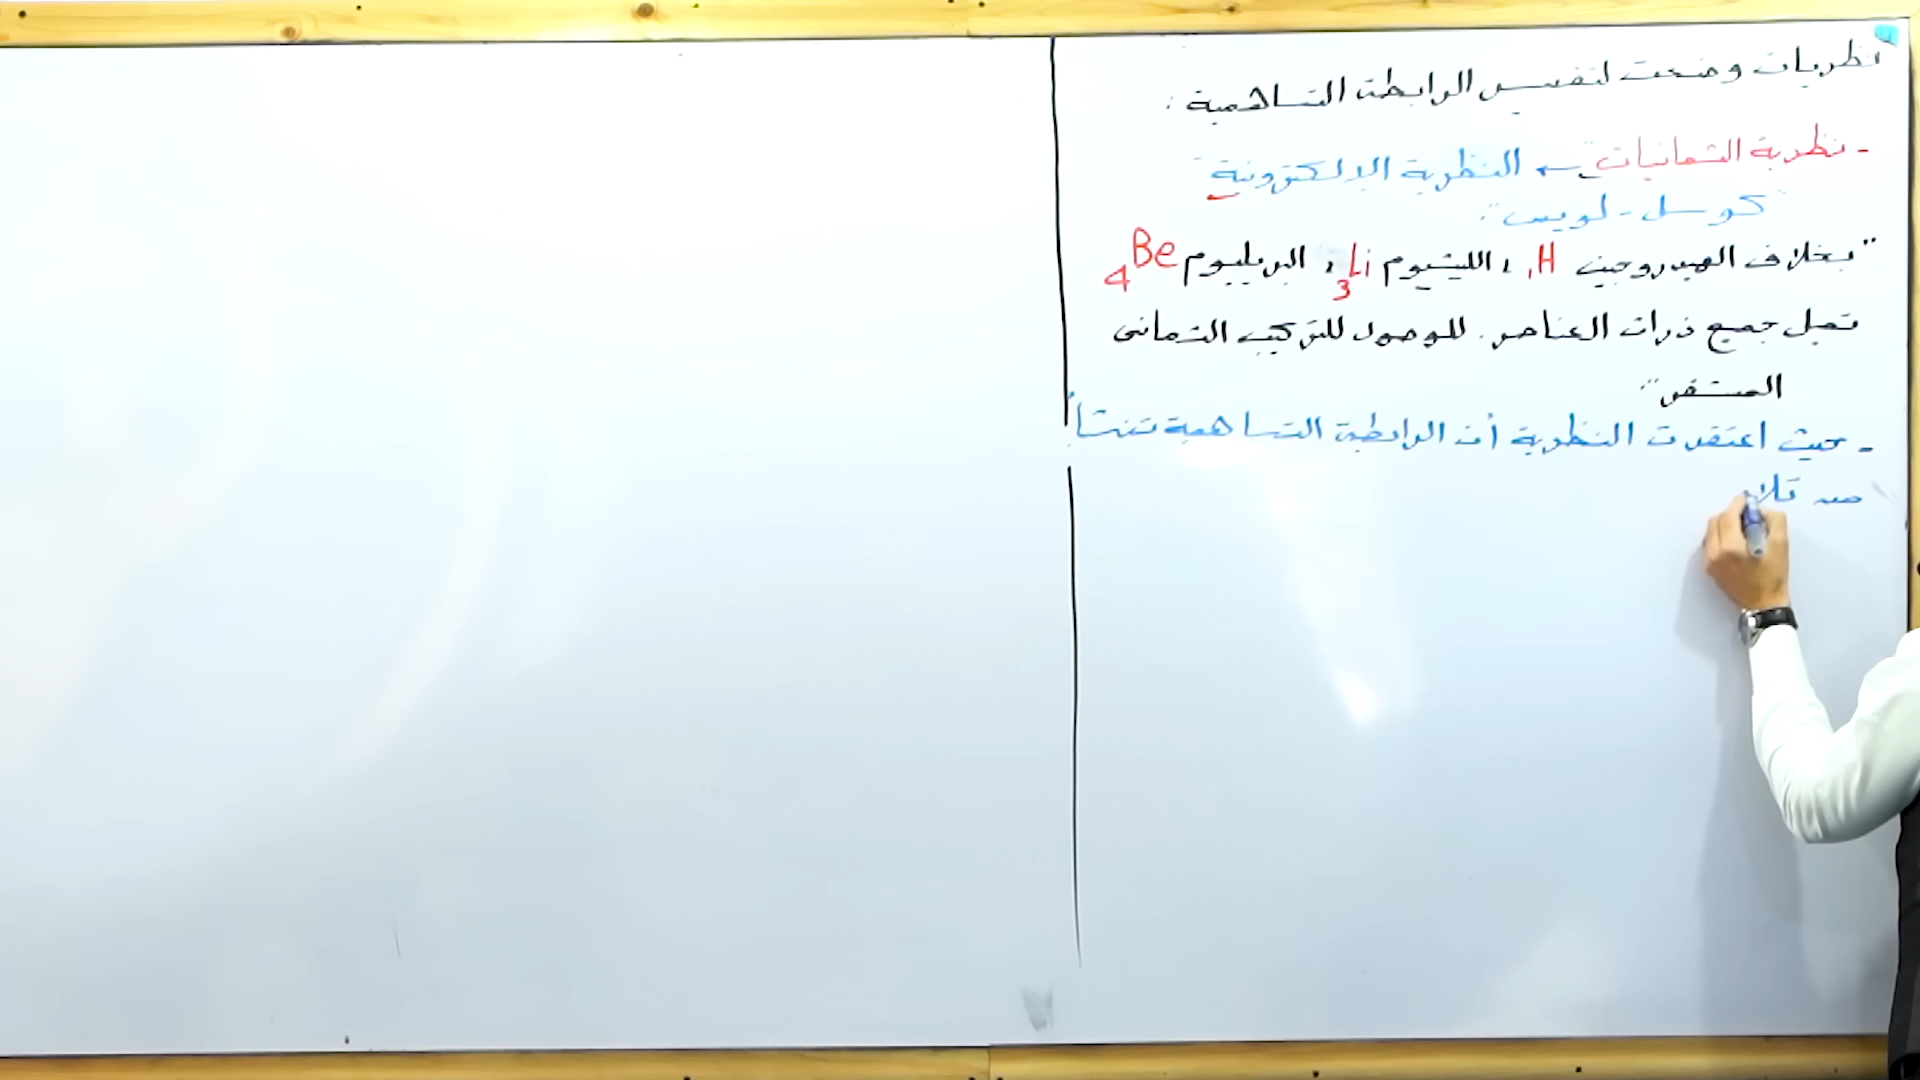 نظريات وضعت لتفسير الرابطة التساهمية :
- نظرية الثمانيات ← " النظرية الإلكترونية "
" كوسل - لويس " :
" بخلاف الهيدروجين ₁H ، الليثيوم ₃Li ، البريليوم ₄Be
تميل جميع ذرات العناصر . للوصول للتركيب الثماني
المستقر "
- حيث اعتقدت النظرية أن الرابطة التساهمية تنشأ
من